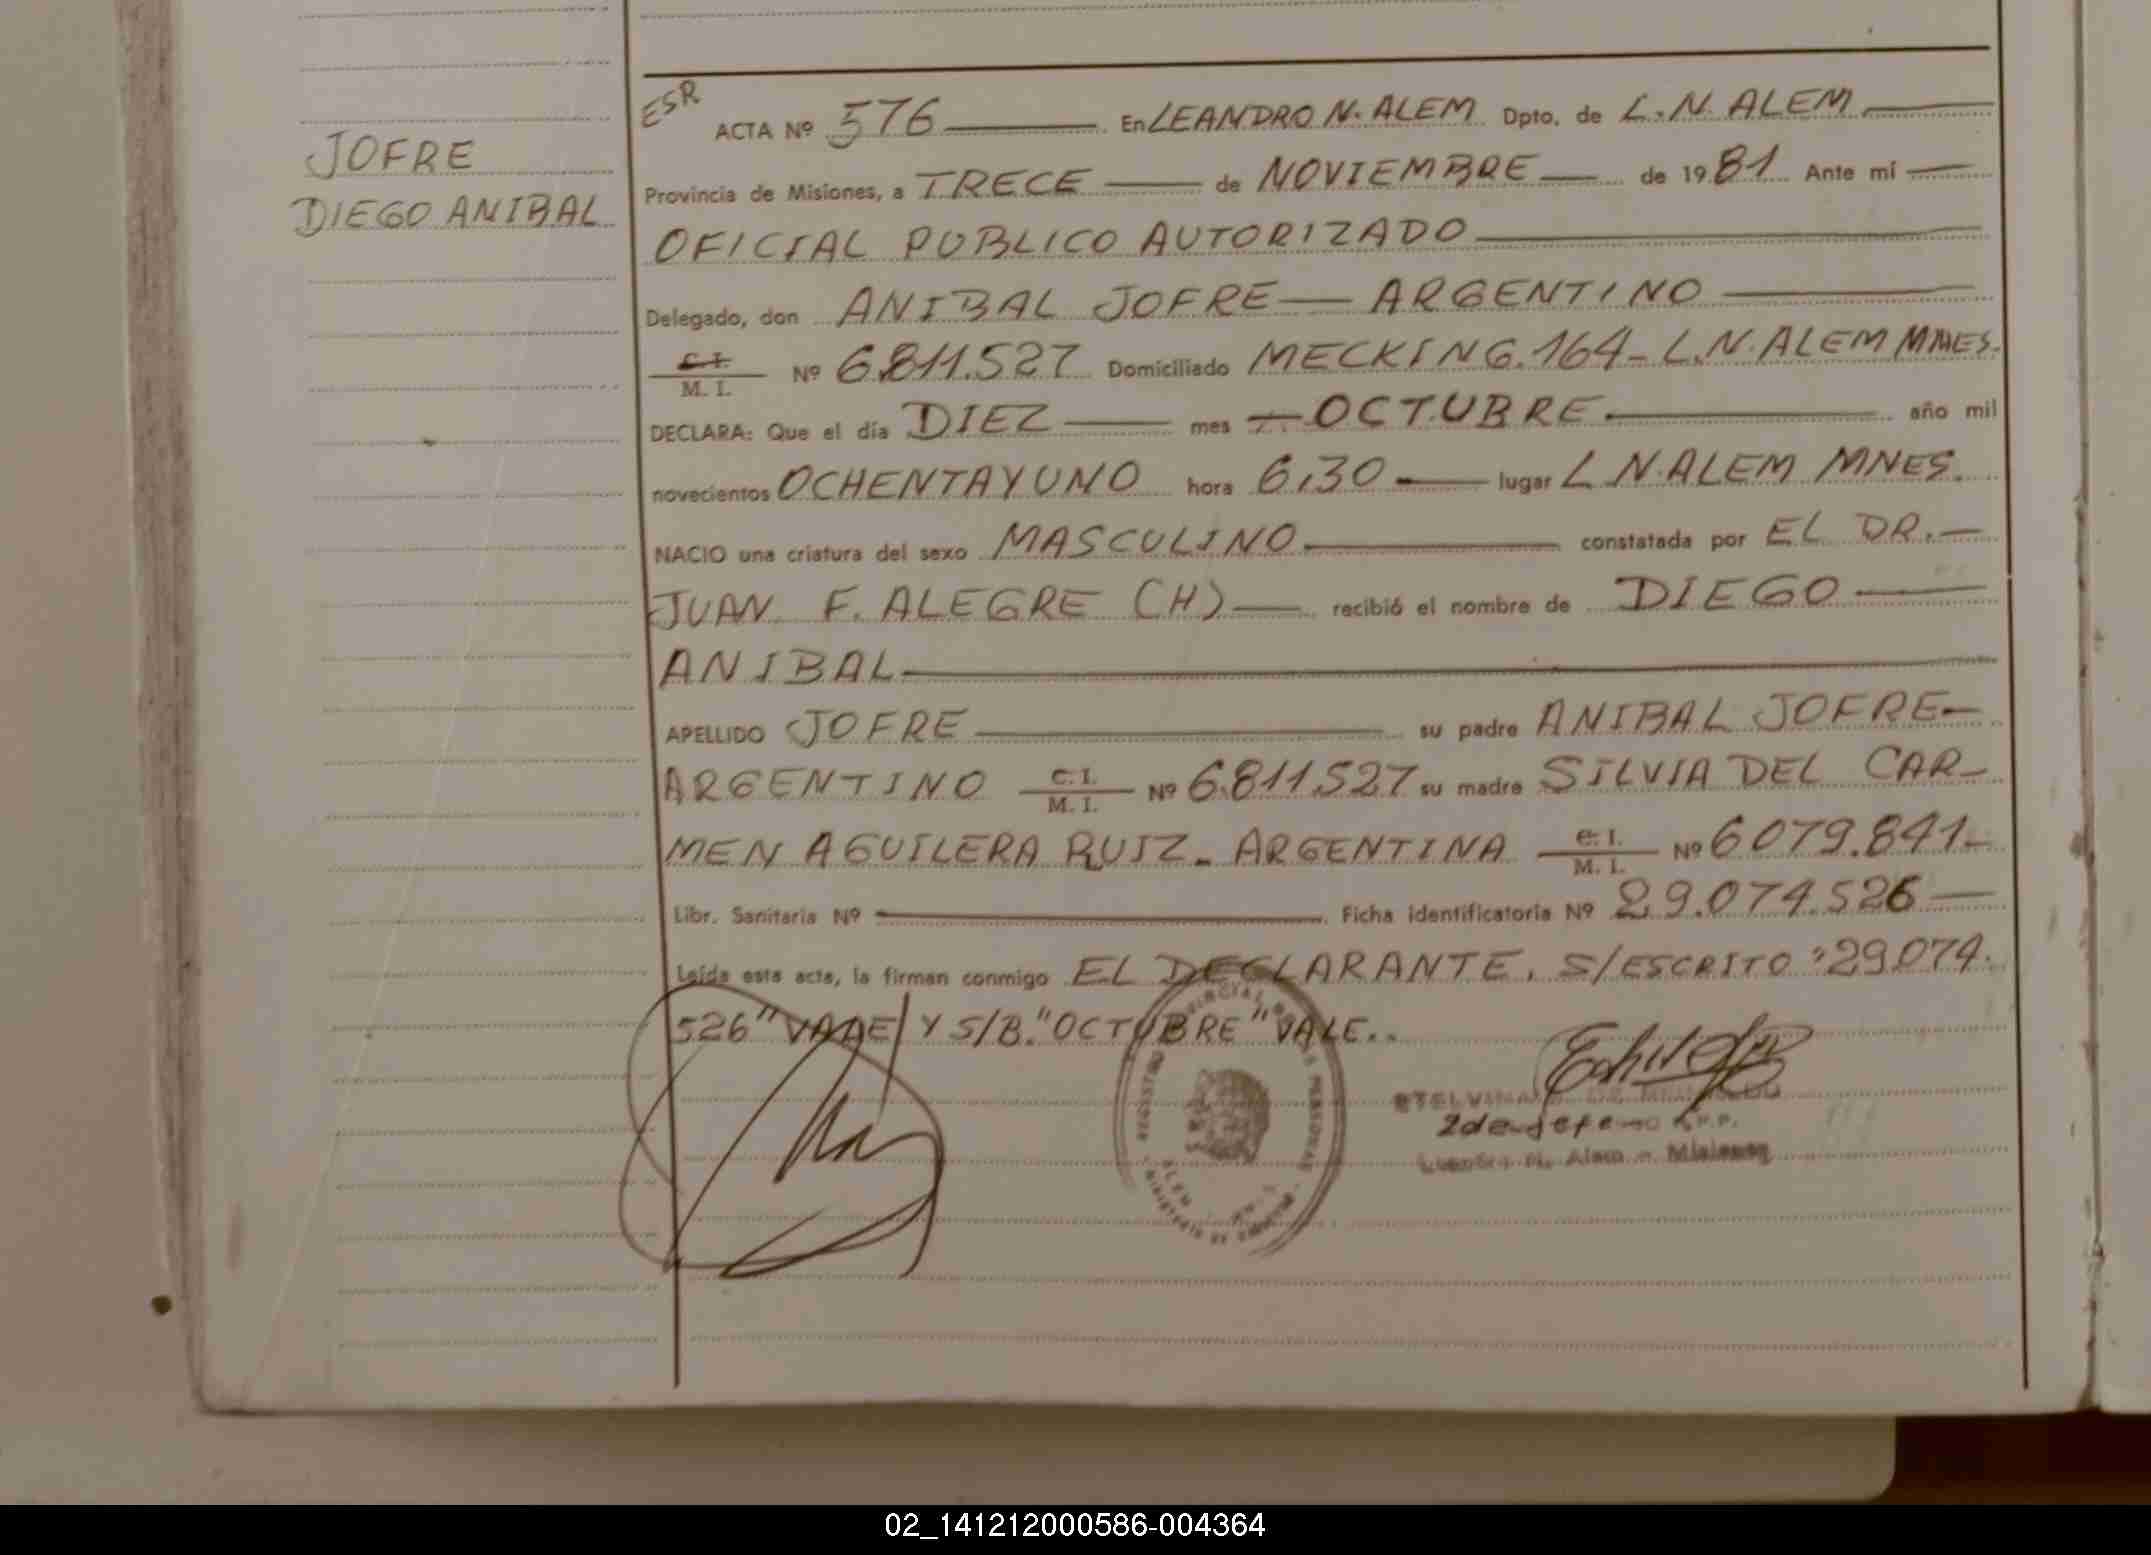 JOFRE
DIEGO ANIBAL
ESR
ACTA Nº 576 En LEANDRO N. ALEM Dpto. de L. N. ALEM
Provincia de Misiones, a TRECE de NOVIEMBRE de 1981 Ante mí
OFICIAL PUBLICO AUTORIZADO
Delegado, don ANIBAL JOFRE — ARGENTINO
C. I.
M. I. Nº 6.811.527 Domiciliado MECKING. 164 - L.N. ALEM MNES.
DECLARA: Que el día DIEZ mes OCTUBRE año mil
novecientos OCHENTA Y UNO hora 6,30 lugar L N. ALEM MNES.
NACIO una criatura del sexo MASCULINO constatada por EL DR.
JUAN F. ALEGRE (H) recibió el nombre de DIEGO
ANIBAL
APELLIDO JOFRE su padre ANIBAL JOFRE-
ARGENTINO C. I. M. I. Nº 6.811.527 su madre SILVIA DEL CAR-
MEN AGUILERA RUIZ - ARGENTINA C. I. M. I. Nº 6079.841-
Libr. Sanitaria Nº Ficha identificatoria Nº 29.074.526
Leída esta acta, la firman conmigo EL DECLARANTE. S/ESCRITO "29.074.
526" VALE Y S/B. "OCTUBRE" VALE..
Leandro N. Alem - Misiones
02_141212000586-004364